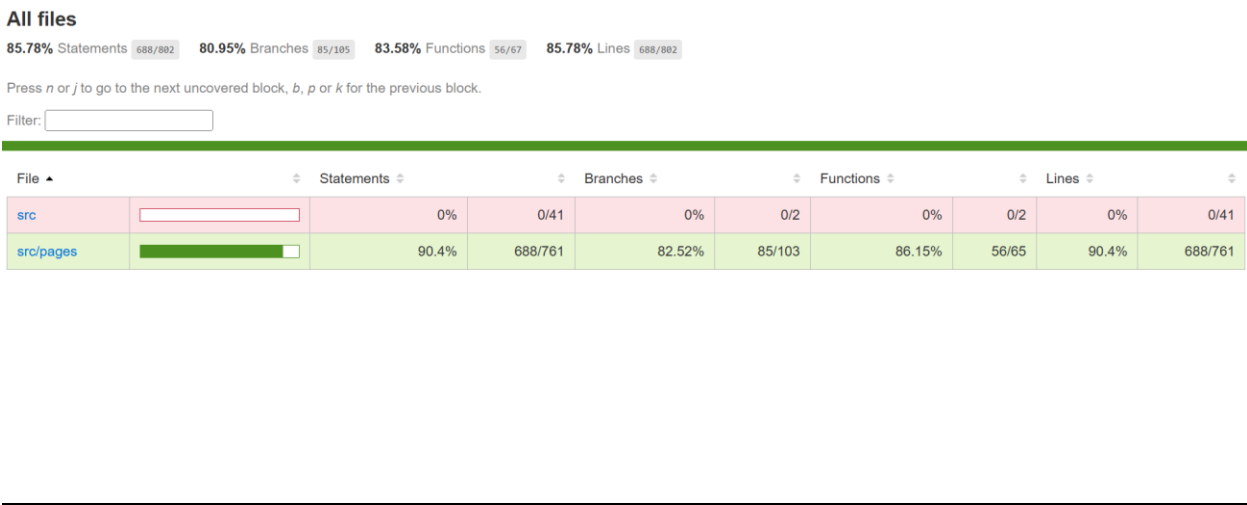 All files
85.78% Statements 688/802 80.95% Branches 85/105 83.58% Functions 56/67 85.78% Lines 688/802
Press n or j to go to the next uncovered block, b, p or k for the previous block.
Filter:
File Statements Branches Functions Lines
src 0% 0/41 0% 0/2 0% 0/2 0% 0/41
src/pages 90.4% 688/761 82.52% 85/103 86.15% 56/65 90.4% 688/761